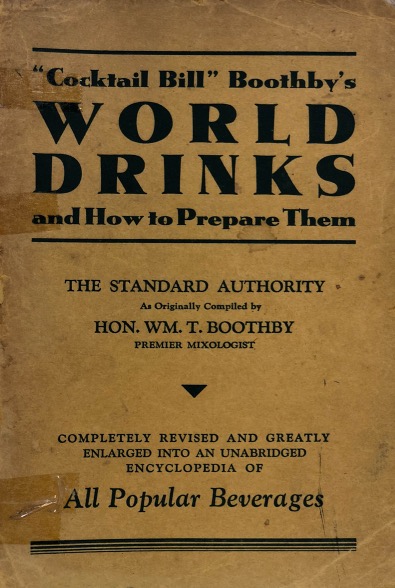 "Cocktail Bill" Boothby's
WORLD
DRINKS
and How to Prepare Them
THE STANDARD AUTHORITY
As Originally Compiled by
HON. WM. T. BOOTHBY
PREMIER MIXOLOGIST
COMPLETELY REVISED AND GREATLY
ENLARGED INTO AN UNABRIDGED
ENCYCLOPEDIA OF
All Popular Beverages